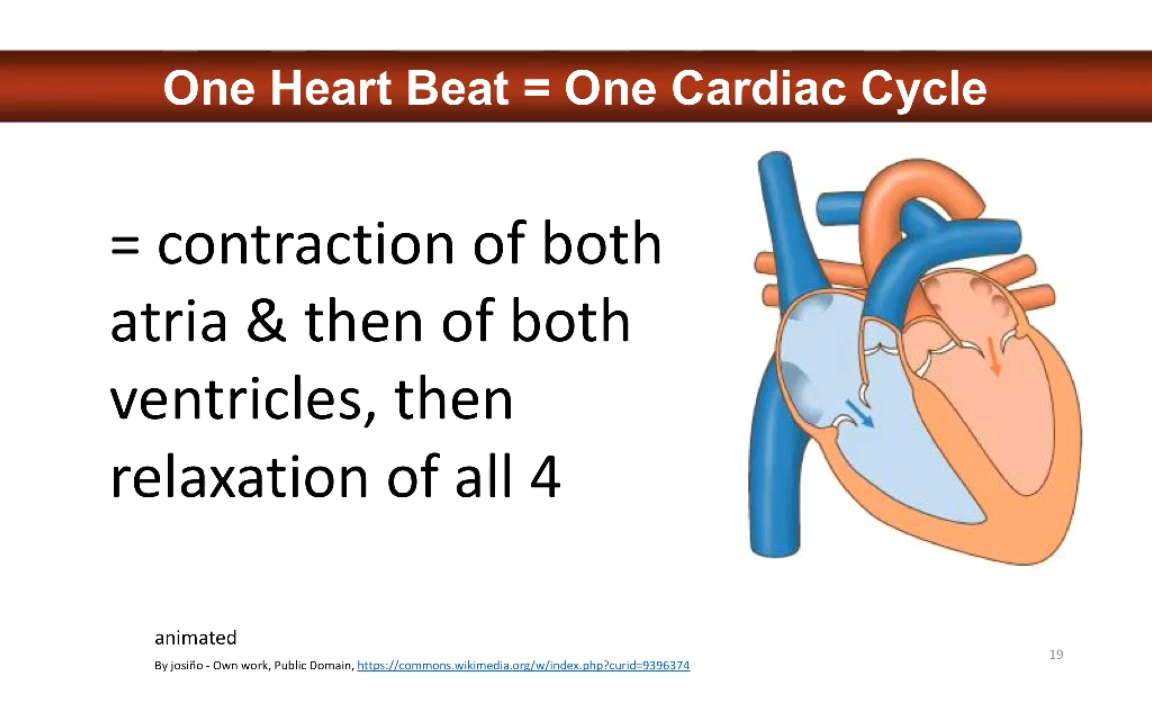 One Heart Beat = One Cardiac Cycle
= contraction of both
atria & then of both
ventricles, then
relaxation of all 4
animated
By josiño - Own work, Public Domain, https://commons.wikimedia.org/w/index.php?curid=9396374
19